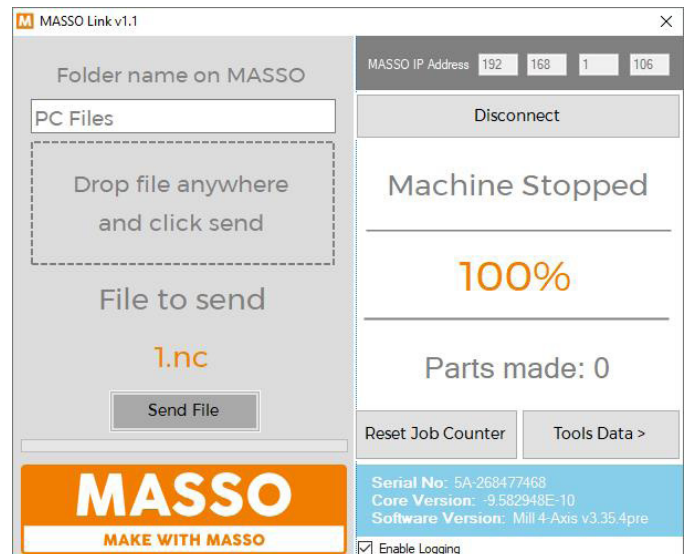 MASSO Link v1.1
Folder name on MASSO
PC Files
Drop file anywhere
and click send
File to send
1.nc
Send File
MASSO
MAKE WITH MASSO
MASSO IP Address 192 168 1 106
Disconnect
Machine Stopped
100%
Parts made: 0
Reset Job Counter Tools Data >
Serial No: 5A-268477468
Core Version: -9.582948E-10
Software Version: Mill 4-Axis v3.35.4pre
Enable Logging